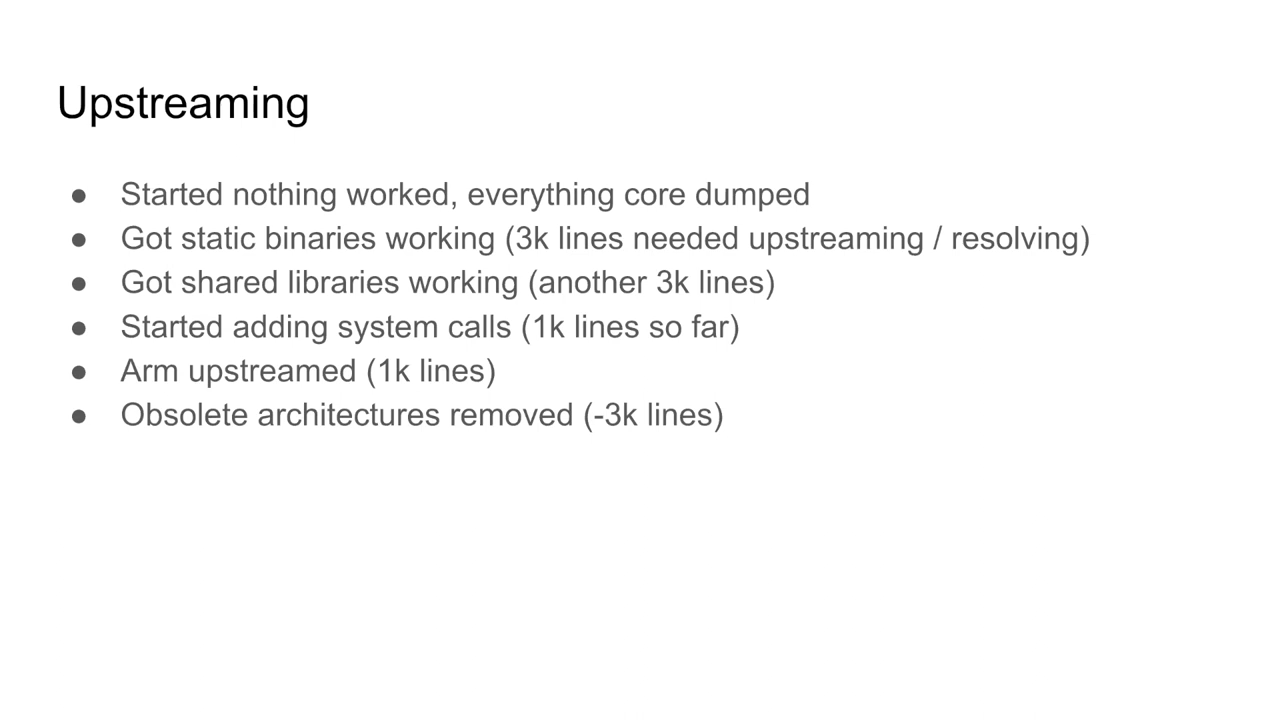 Upstreaming
● Started nothing worked, everything core dumped
● Got static binaries working (3k lines needed upstreaming / resolving)
● Got shared libraries working (another 3k lines)
● Started adding system calls (1k lines so far)
● Arm upstreamed (1k lines)
● Obsolete architectures removed (-3k lines)